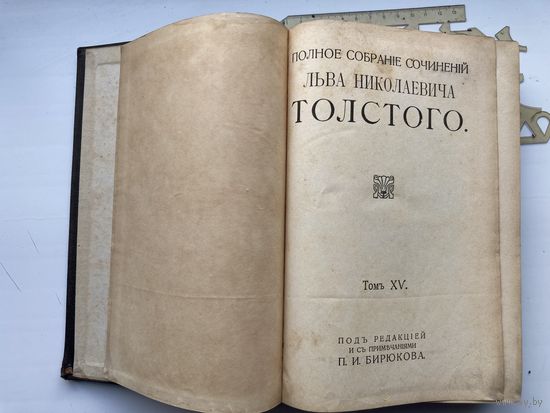 ПОЛНОЕ СОБРАНІЕ СОЧИНЕНІЙ
ЛЬВА НИКОЛАЕВИЧА
ТОЛСТОГО.
Томъ XV.
ПОДЪ РЕДАКЦІЕЙ
И СЪ ПРИМѢЧАНІЯМИ
П. И. БИРЮКОВА.